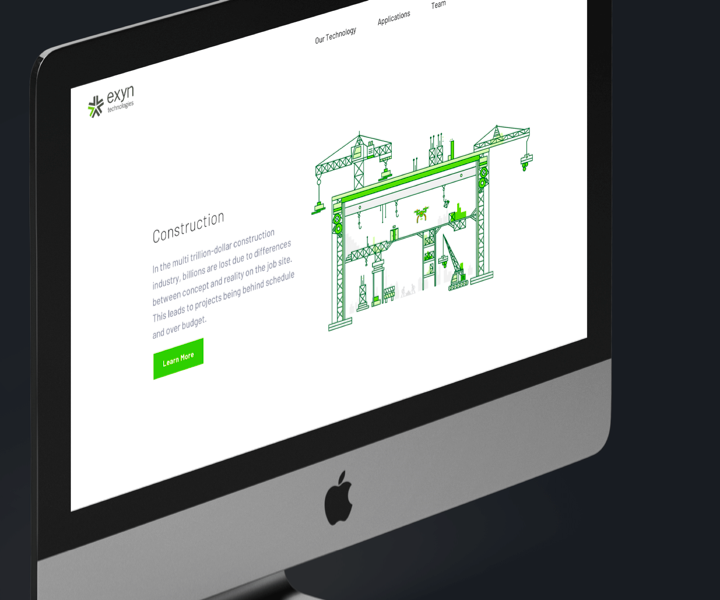 Our Technology
Applications
Team
exyn
technologies
Construction
In the multi trillion-dollar construction
industry, billions are lost due to differences
between concept and reality on the job site.
This leads to projects being behind schedule
and over budget.
Learn More